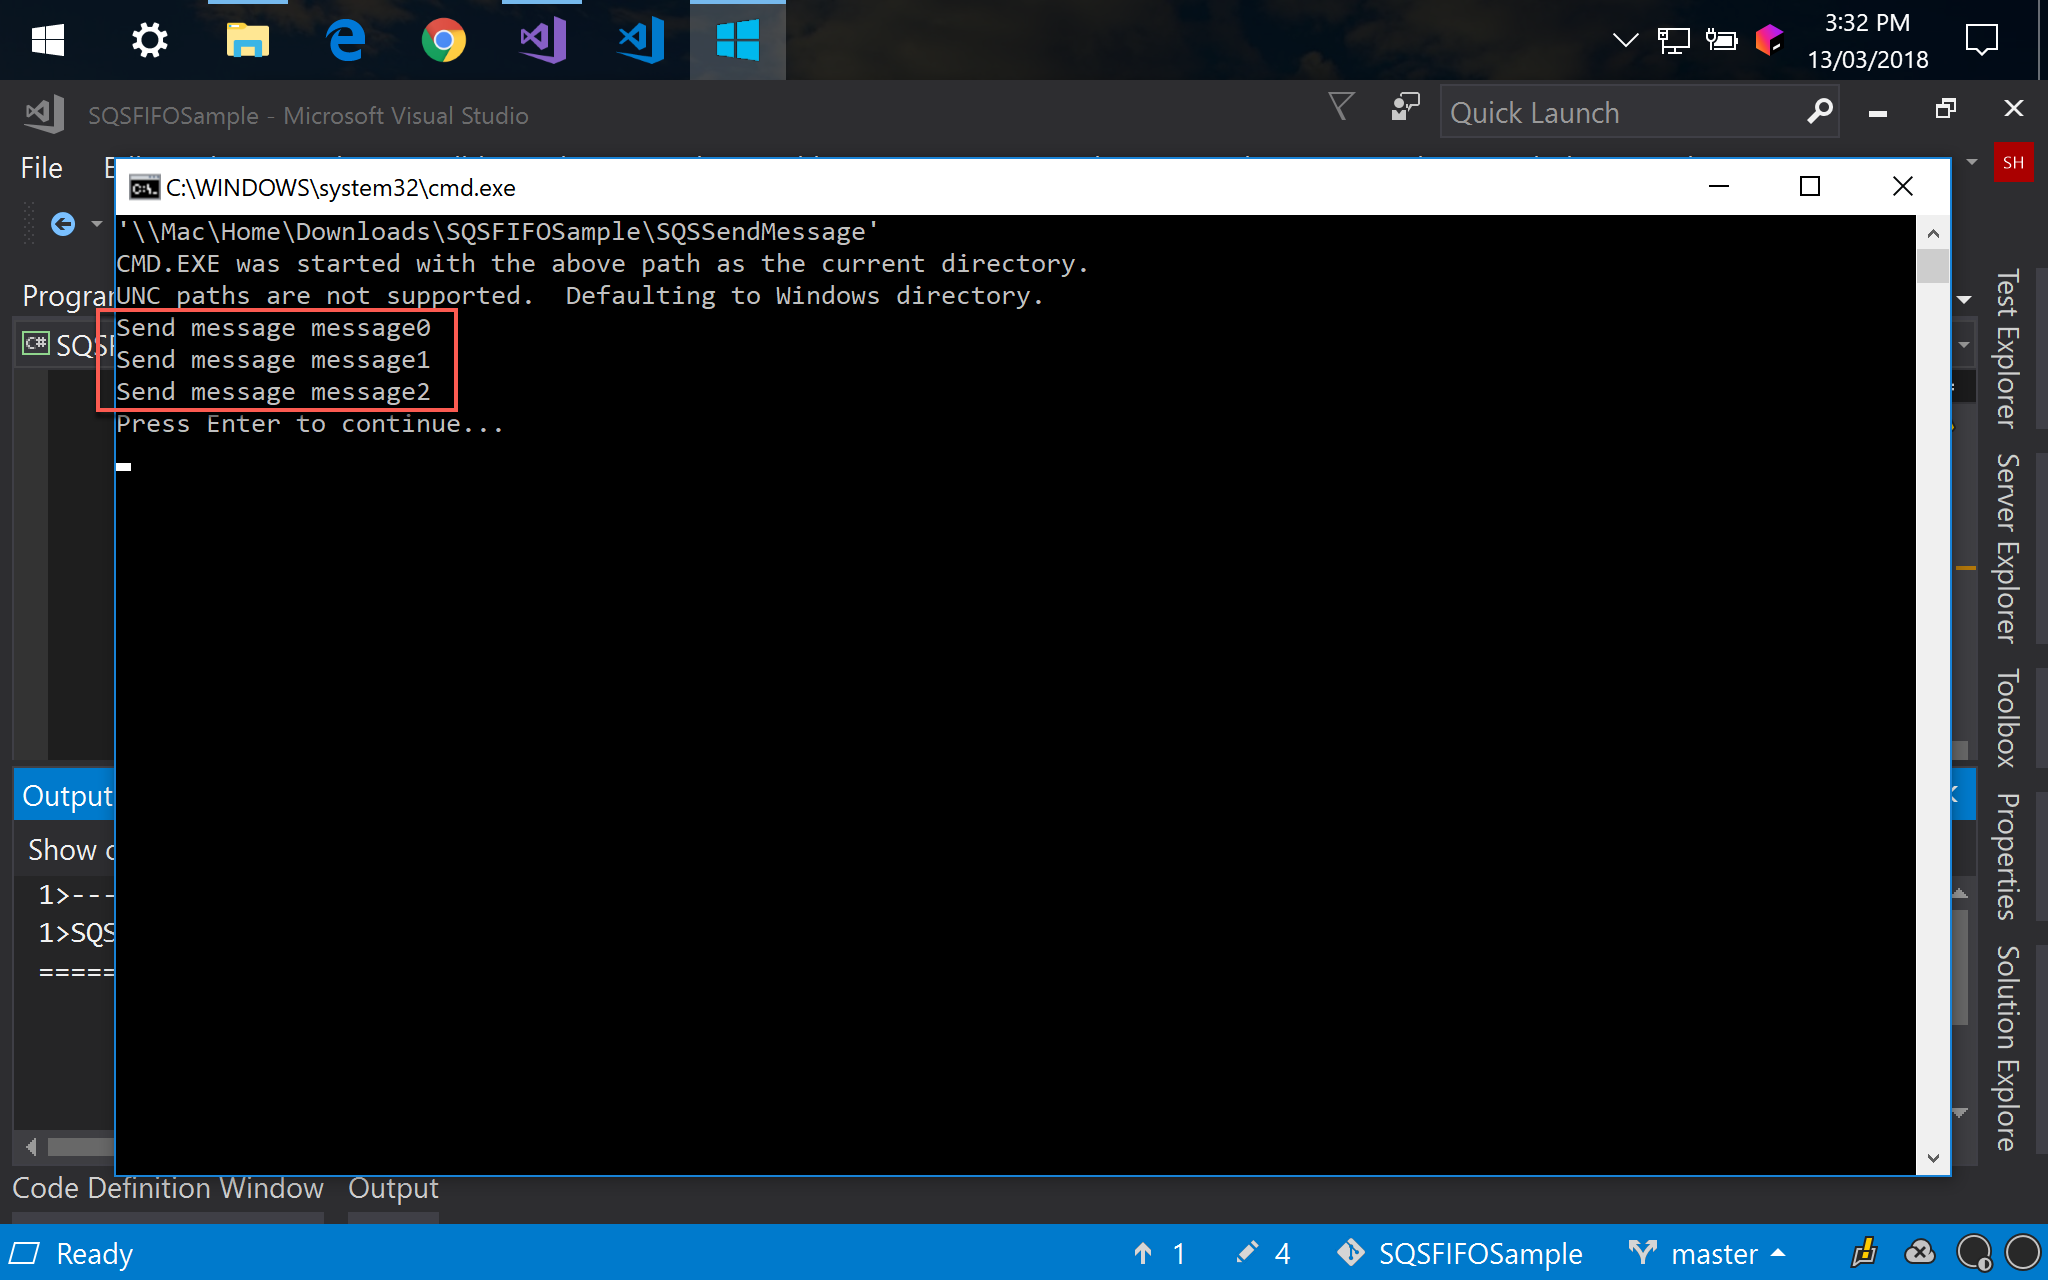 3:32 PM
13/03/2018
SQSFIFOSample - Microsoft Visual Studio
Quick Launch
File
SH
C:\WINDOWS\system32\cmd.exe
'\\Mac\Home\Downloads\SQSFIFOSample\SQSSendMessage'
CMD.EXE was started with the above path as the current directory.
UNC paths are not supported.  Defaulting to Windows directory.
Send message message0
Send message message1
Send message message2
Press Enter to continue...
Progra
C# SQSF
Output
Show o
1>---
1>SQS
=====
Test Explorer
Server Explorer
Toolbox
Properties
Solution Explore
Code Definition Window Output
Ready
1
4
SQSFIFOSample
master